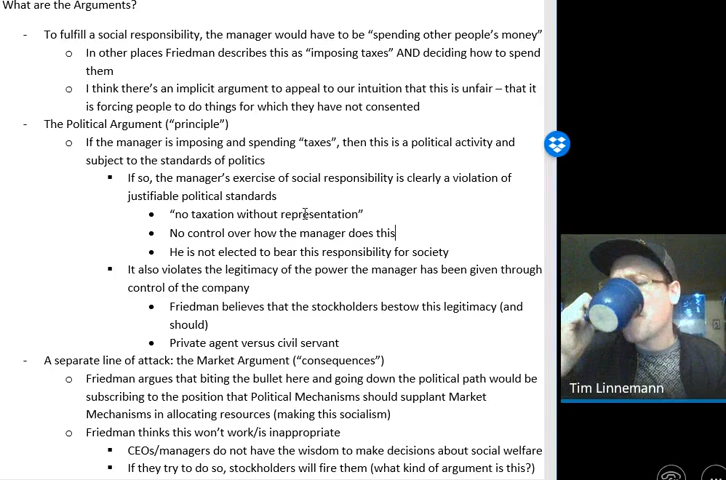 What are the Arguments?
- To fulfill a social responsibility, the manager would have to be “spending other people’s money”
o In other places Friedman describes this as “imposing taxes” AND deciding how to spend
them
o I think there’s an implicit argument to appeal to our intuition that this is unfair – that it
is forcing people to do things for which they have not consented
- The Political Argument (“principle”)
o If the manager is imposing and spending “taxes”, then this is a political activity and
subject to the standards of politics
▪ If so, the manager’s exercise of social responsibility is clearly a violation of
justifiable political standards
• “no taxation without representation”
• No control over how the manager does this
• He is not elected to bear this responsibility for society
▪ It also violates the legitimacy of the power the manager has been given through
control of the company
• Friedman believes that the stockholders bestow this legitimacy (and
should)
• Private agent versus civil servant
- A separate line of attack: the Market Argument (“consequences”)
o Friedman argues that biting the bullet here and going down the political path would be
subscribing to the position that Political Mechanisms should supplant Market
Mechanisms in allocating resources (making this socialism)
o Friedman thinks this won’t work/is inappropriate
▪ CEOs/managers do not have the wisdom to make decisions about social welfare
▪ If they try to do so, stockholders will fire them (what kind of argument is this?)
Tim Linnemann